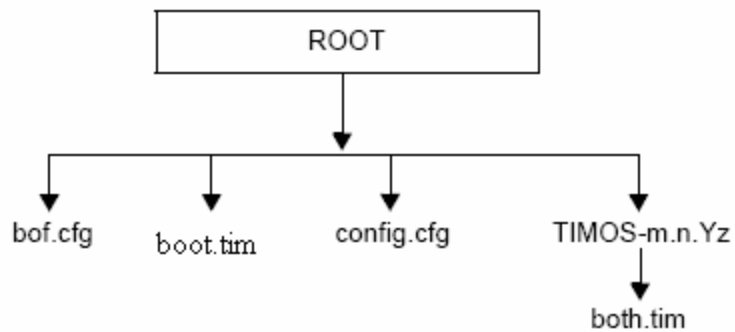 ROOT
bof.cfg
boot.tim
config.cfg
TIMOS-m.n.Yz
both.tim